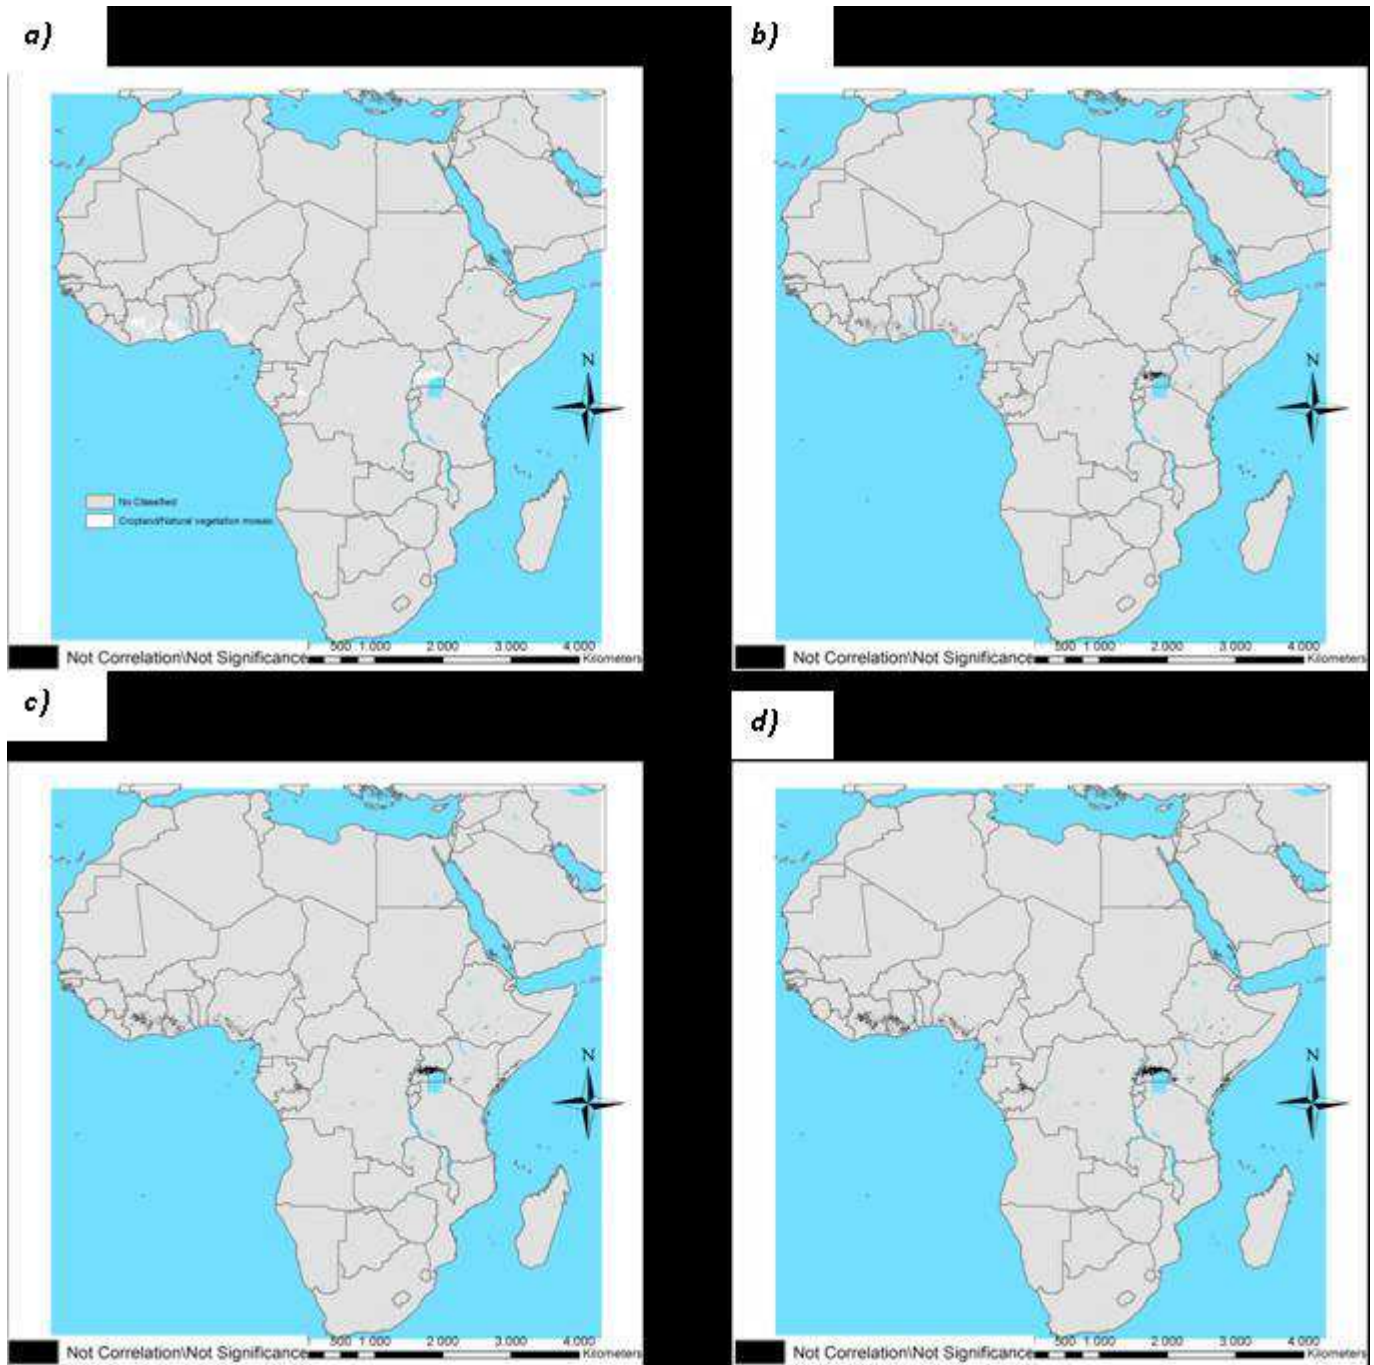 a)
b)
N
N
No Classified
Cropland/Natural vegetation mosaic
500 1 000 2 000 3.000 4.000
Not Correlation\Not Significance
Kilometers
500 1 000 2 000 3.000 4.000
Not Correlation\Not Significance
Kilometers
c)
d)
N
N
500 1 000 2 000 3.000 4.000
Not Correlation\Not Significance
Kilometers
500 1 000 2 000 3.000 4.000
Not Correlation\Not Significance
Kilometers